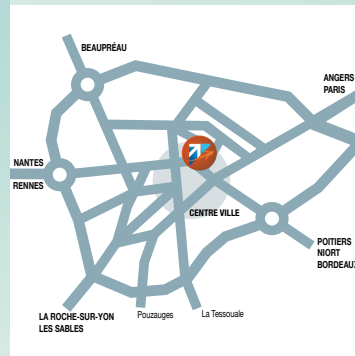 BEAUPRÉAU
ANGERS
PARIS
NANTES
RENNES
CENTRE VILLE
POITIERS
NIORT
BORDEAUX
LA ROCHE-SUR-YON
LES SABLES
Pouzauges
La Tessouale